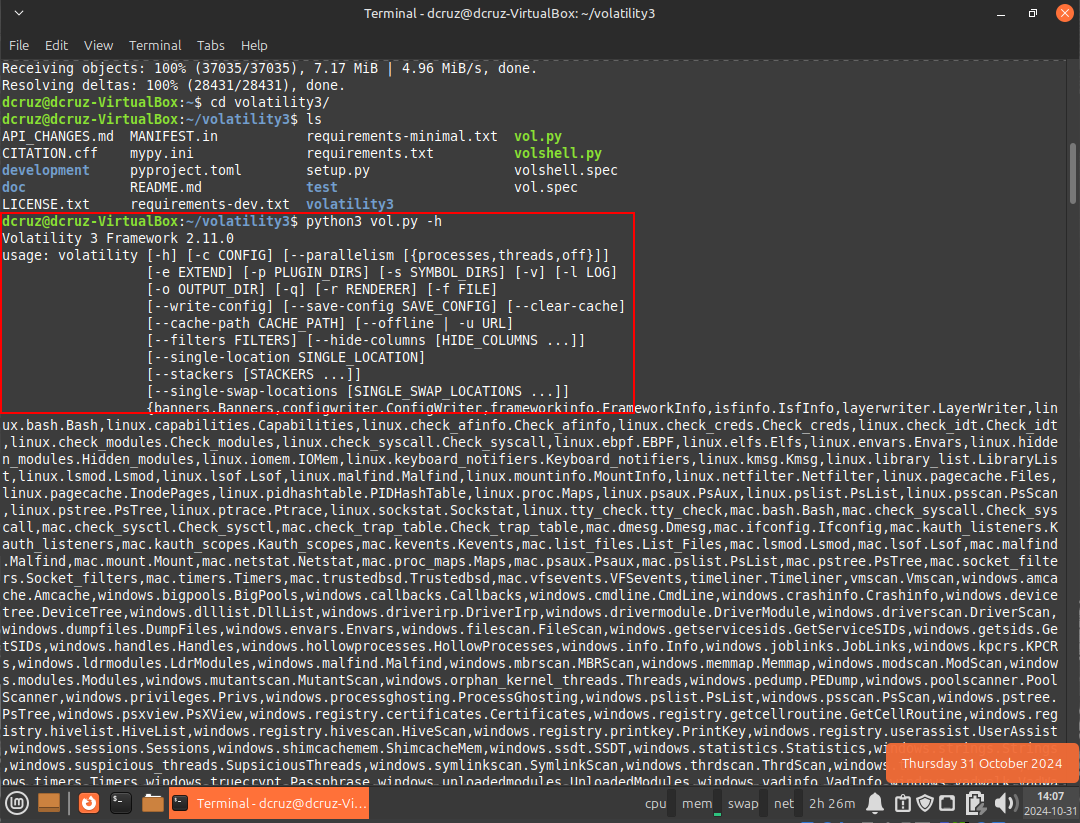 Terminal - dcruz@dcruz-VirtualBox: ~/volatility3
File Edit View Terminal Tabs Help
Receiving objects: 100% (37035/37035), 7.17 MiB | 4.96 MiB/s, done.
Resolving deltas: 100% (28431/28431), done.
dcruz@dcruz-VirtualBox:~$ cd volatility3/
dcruz@dcruz-VirtualBox:~/volatility3$ ls
API_CHANGES.md MANIFEST.in requirements-minimal.txt vol.py
CITATION.cff mypy.ini requirements.txt volshell.py
development pyproject.toml setup.py volshell.spec
doc README.md test vol.spec
LICENSE.txt requirements-dev.txt volatility3
dcruz@dcruz-VirtualBox:~/volatility3$ python3 vol.py -h
Volatility 3 Framework 2.11.0
usage: volatility [-h] [-c CONFIG] [--parallelism [{processes,threads,off}]]
[-e EXTEND] [-p PLUGIN_DIRS] [-s SYMBOL_DIRS] [-v] [-l LOG]
[-o OUTPUT_DIR] [-q] [-r RENDERER] [-f FILE]
[--write-config] [--save-config SAVE_CONFIG] [--clear-cache]
[--cache-path CACHE_PATH] [--offline | -u URL]
[--filters FILTERS] [--hide-columns [HIDE_COLUMNS ...]]
[--single-location SINGLE_LOCATION]
[--stackers [STACKERS ...]]
[--single-swap-locations [SINGLE_SWAP_LOCATIONS ...]]
{banners.Banners,configwriter.ConfigWriter,frameworkinfo.FrameworkInfo,isfinfo.IsfInfo,layerwriter.LayerWriter,lin
ux.bash.Bash,linux.capabilities.Capabilities,linux.check_afinfo.Check_afinfo,linux.check_creds.Check_creds,linux.check_idt.Check_idt
,linux.check_modules.Check_modules,linux.check_syscall.Check_syscall,linux.ebpf.EBPF,linux.elfs.Elfs,linux.envars.Envars,linux.hidde
n_modules.Hidden_modules,linux.iomem.IOMem,linux.keyboard_notifiers.Keyboard_notifiers,linux.kmsg.Kmsg,linux.library_list.LibraryLis
t,linux.lsmod.Lsmod,linux.lsof.Lsof,linux.malfind.Malfind,linux.mountinfo.MountInfo,linux.netfilter.Netfilter,linux.pagecache.Files,
linux.pagecache.InodePages,linux.pidhashtable.PIDHashTable,linux.proc.Maps,linux.psaux.PsAux,linux.pslist.PsList,linux.psscan.PsScan
,linux.pstree.PsTree,linux.ptrace.Ptrace,linux.sockstat.Sockstat,linux.tty_check.tty_check,mac.bash.Bash,mac.check_syscall.Check_sys
call,mac.check_sysctl.Check_sysctl,mac.check_trap_table.Check_trap_table,mac.dmesg.Dmesg,mac.ifconfig.Ifconfig,mac.kauth_listeners.K
auth_listeners,mac.kauth_scopes.Kauth_scopes,mac.kevents.Kevents,mac.list_files.List_Files,mac.lsmod.Lsmod,mac.lsof.Lsof,mac.malfind
.Malfind,mac.mount.Mount,mac.netstat.Netstat,mac.proc_maps.Maps,mac.psaux.Psaux,mac.pslist.PsList,mac.pstree.PsTree,mac.socket_filte
rs.Socket_filters,mac.timers.Timers,mac.trustedbsd.Trustedbsd,mac.vfsevents.VFSevents,timeliner.Timeliner,vmscan.Vmscan,windows.amca
che.Amcache,windows.bigpools.BigPools,windows.callbacks.Callbacks,windows.cmdline.CmdLine,windows.crashinfo.Crashinfo,windows.device
tree.DeviceTree,windows.dlllist.DllList,windows.driverirp.DriverIrp,windows.drivermodule.DriverModule,windows.driverscan.DriverScan,
windows.dumpfiles.DumpFiles,windows.envars.Envars,windows.filescan.FileScan,windows.getservicesids.GetServiceSIDs,windows.getsids.Ge
tSIDs,windows.handles.Handles,windows.hollowprocesses.HollowProcesses,windows.info.Info,windows.joblinks.JobLinks,windows.kpcrs.KPCR
s,windows.ldrmodules.LdrModules,windows.malfind.Malfind,windows.mbrscan.MBRScan,windows.memmap.Memmap,windows.modscan.ModScan,window
s.modules.Modules,windows.mutantscan.MutantScan,windows.orphan_kernel_threads.Threads,windows.pedump.PEDump,windows.poolscanner.Pool
Scanner,windows.privileges.Privs,windows.processghosting.ProcessGhosting,windows.pslist.PsList,windows.psscan.PsScan,windows.pstree.
PsTree,windows.psxview.PsXView,windows.registry.certificates.Certificates,windows.registry.getcellroutine.GetCellRoutine,windows.reg
istry.hivelist.HiveList,windows.registry.hivescan.HiveScan,windows.registry.printkey.PrintKey,windows.registry.userassist.UserAssist
,windows.sessions.Sessions,windows.shimcachemem.ShimcacheMem,windows.ssdt.SSDT,windows.statistics.Statistics,windows.strings.Strings
,windows.suspicious_threads.SupsiciousThreads,windows.symlinkscan.SymlinkScan,windows.thrdscan.ThrdScan,windows
ows.timers.Timers,windows.truecrypt.Passphrase,windows.unloadedmodules.UnloadedModules,windows.vadinfo.VadInfo
Thursday 31 October 2024
Terminal - dcruz@dcruz-Vi...
cpu mem swap net 2h 26m
14:07
2024-10-31